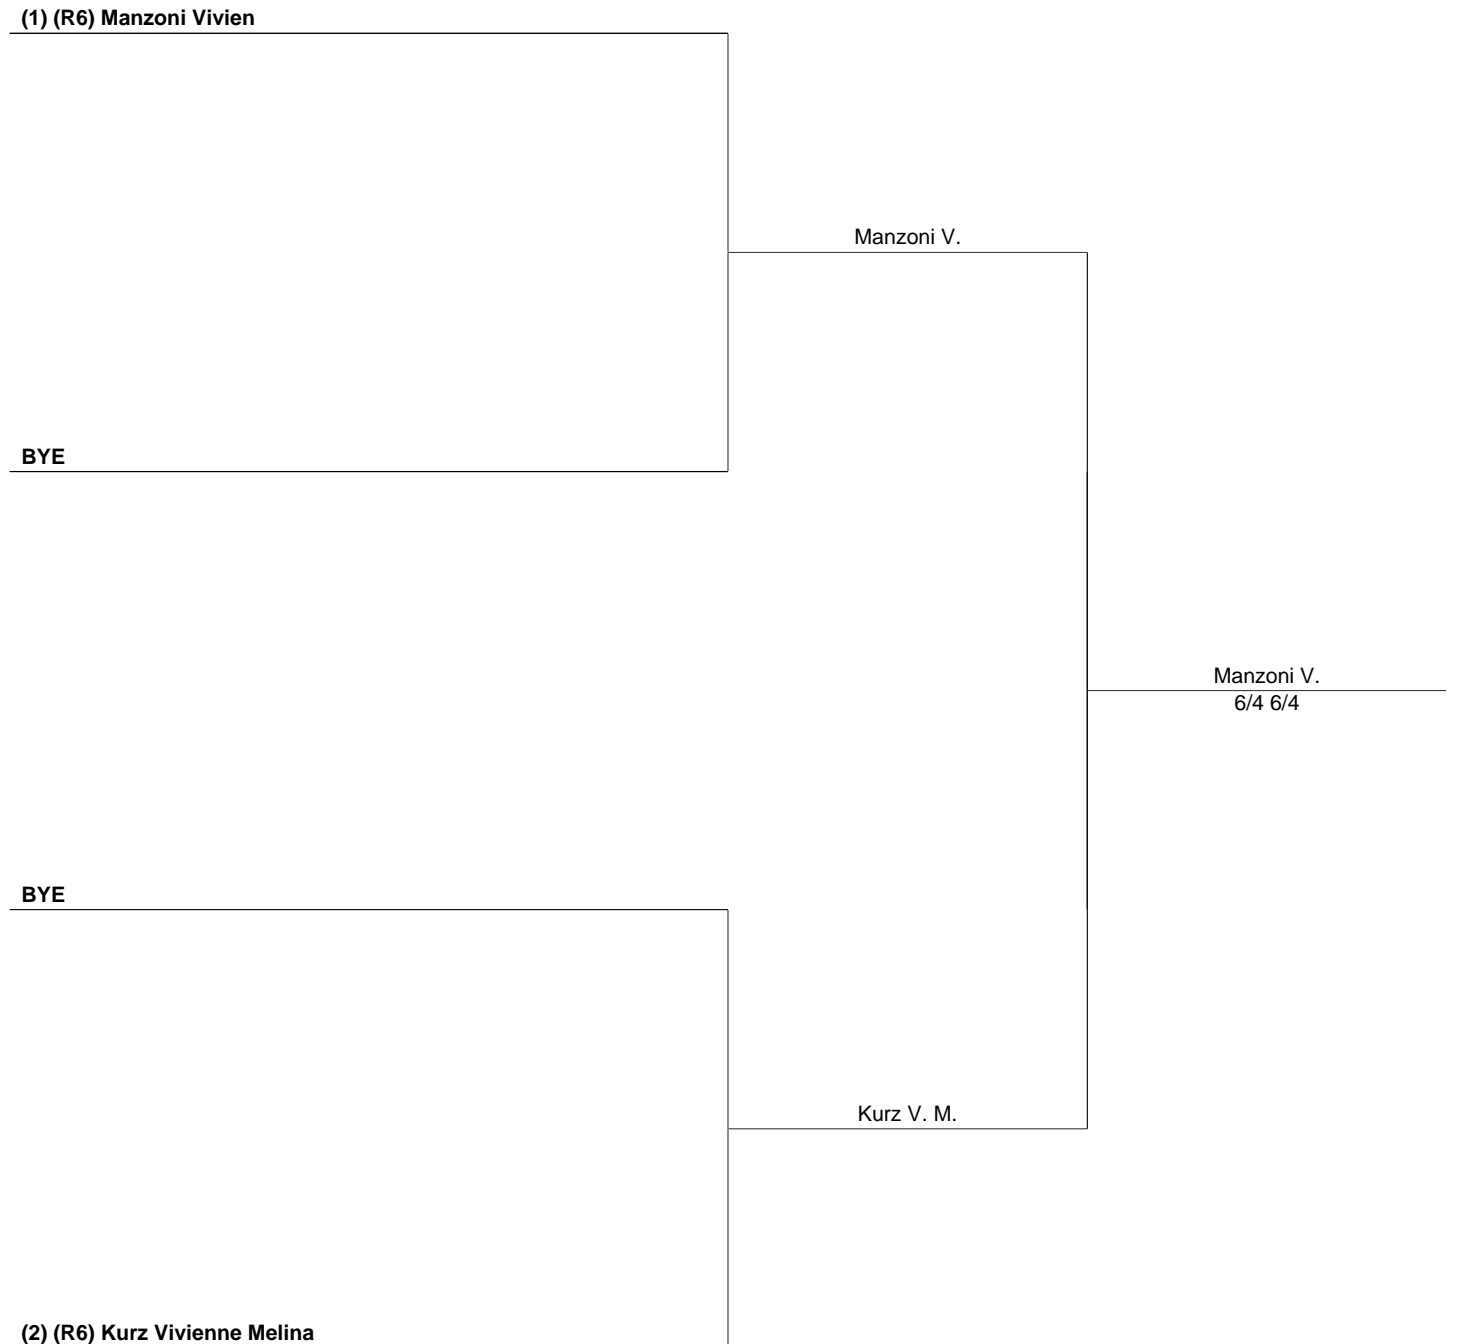 (1) (R6) Manzoni Vivien
Manzoni V.
BYE
Manzoni V.
6/4 6/4
BYE
Kurz V. M.
(2) (R6) Kurz Vivienne Melina